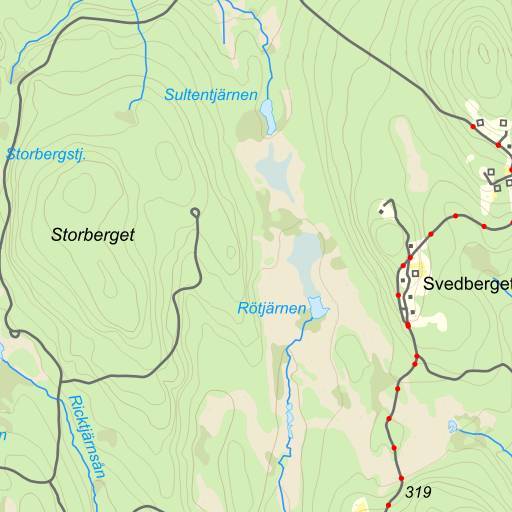 Sultentjärnen
Storbergstj.
Storberget
Svedberget
Rötjärnen
Ricktjärnsån
n
319